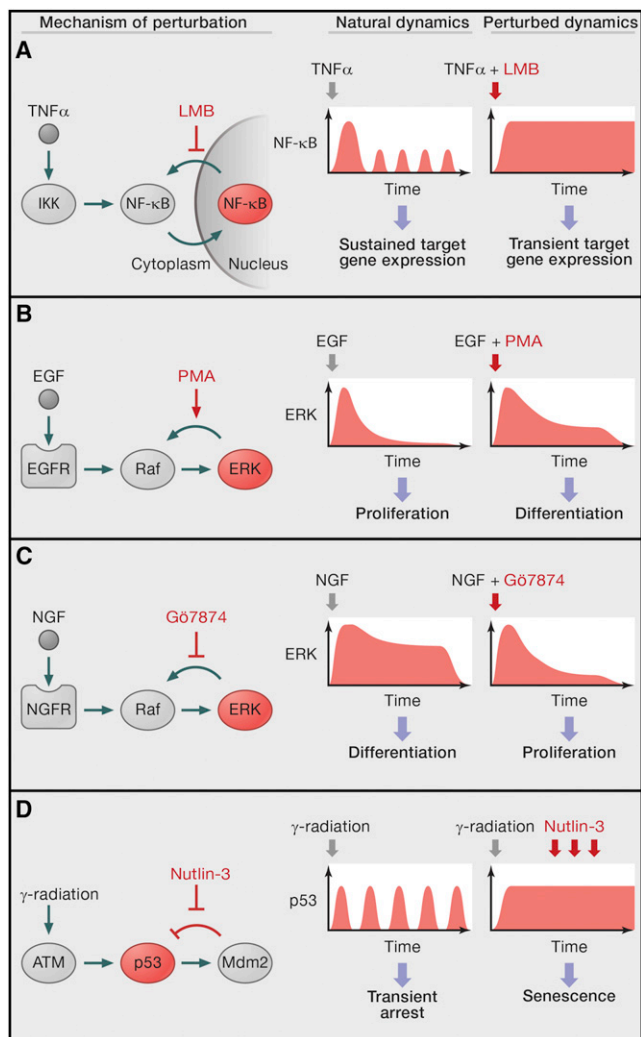 Mechanism of perturbation
Natural dynamics
Perturbed dynamics
A
TNFα
LMB
IKK
NF-κB
NF-κB
Cytoplasm
Nucleus
TNFα
NF-κB
Time
Sustained target
gene expression
TNFα + LMB
Time
Transient target
gene expression
B
EGF
PMA
EGFR
Raf
ERK
EGF
ERK
Time
Proliferation
EGF + PMA
Time
Differentiation
C
NGF
Gö7874
NGFR
Raf
ERK
NGF
ERK
Time
Differentiation
NGF + Gö7874
Time
Proliferation
D
γ-radiation
Nutlin-3
ATM
p53
Mdm2
γ-radiation
p53
Time
Transient
arrest
γ-radiation Nutlin-3
Time
Senescence